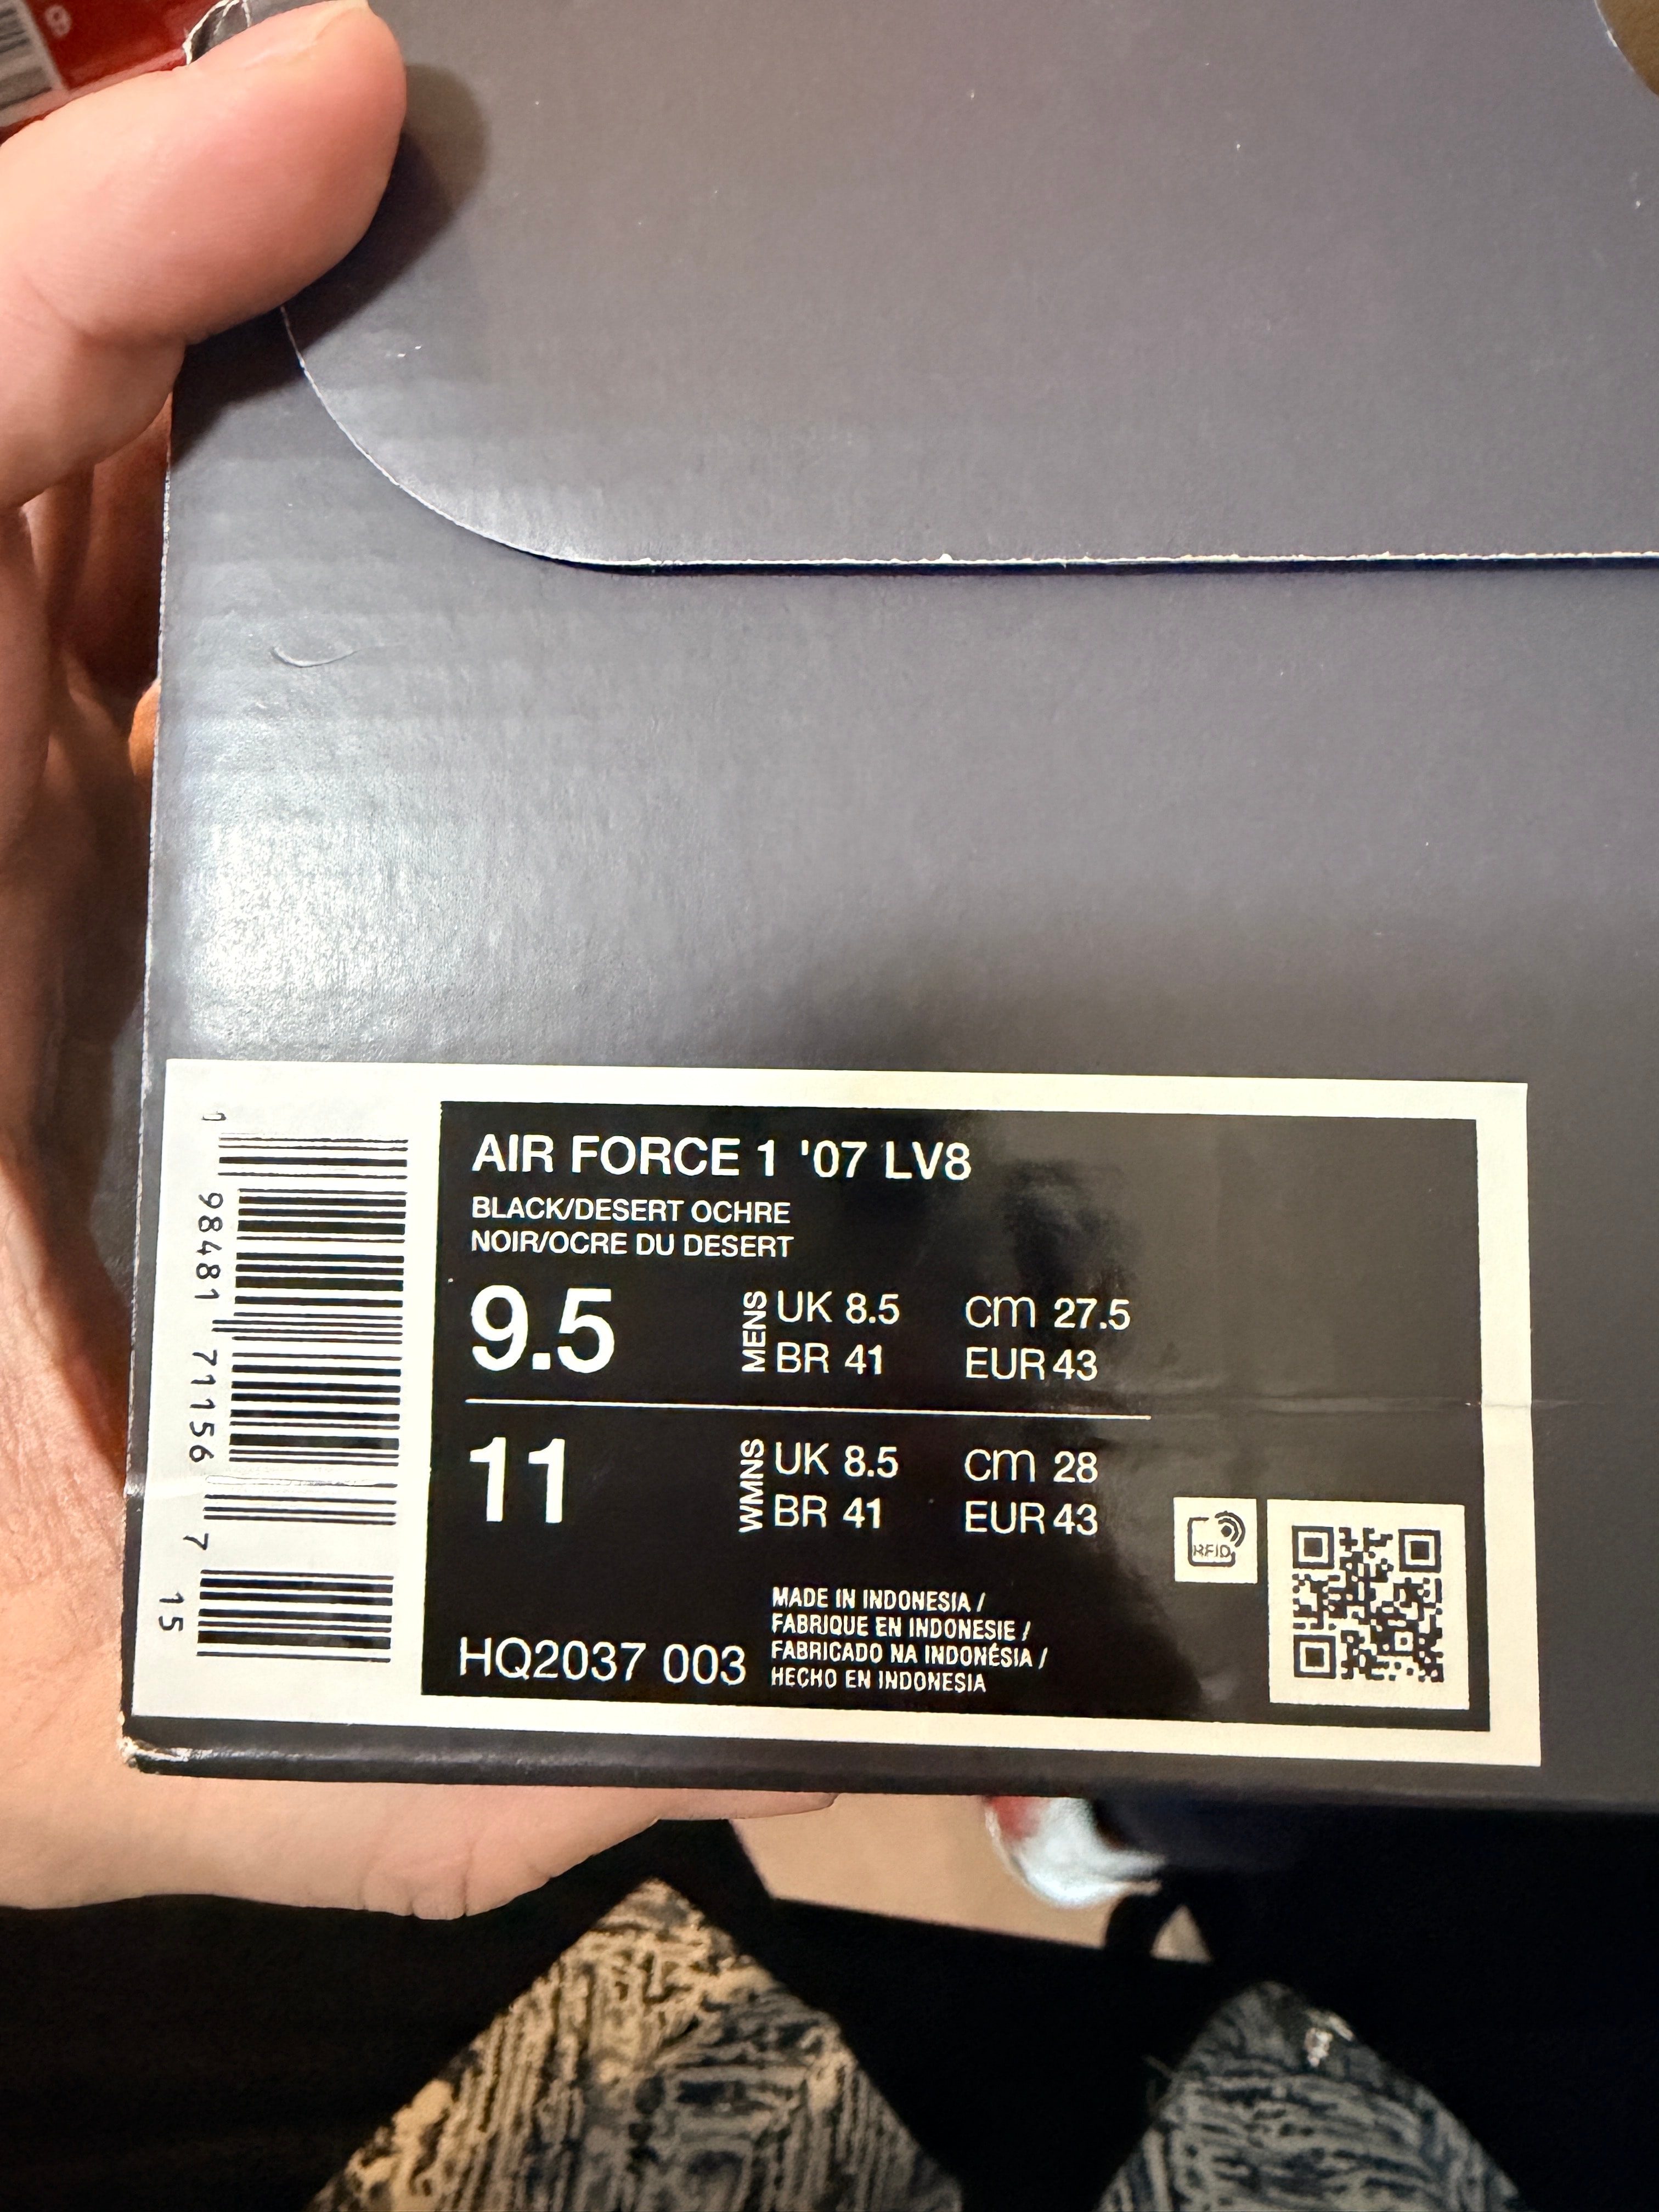 9
AIR FORCE 1 '07 LV8
BLACK/DESERT OCHRE
NOIR/OCRE DU DESERT
9.5
MENS
UK 8.5 CM 27.5
BR 41 EUR 43
11
WMNS
UK 8.5 CM 28
BR 41 EUR 43
RFID
HQ2037 003
MADE IN INDONESIA /
FABRIQUE EN INDONESIE /
FABRICADO NA INDONÉSIA /
HECHO EN INDONESIA
1 98481 71156 7 15